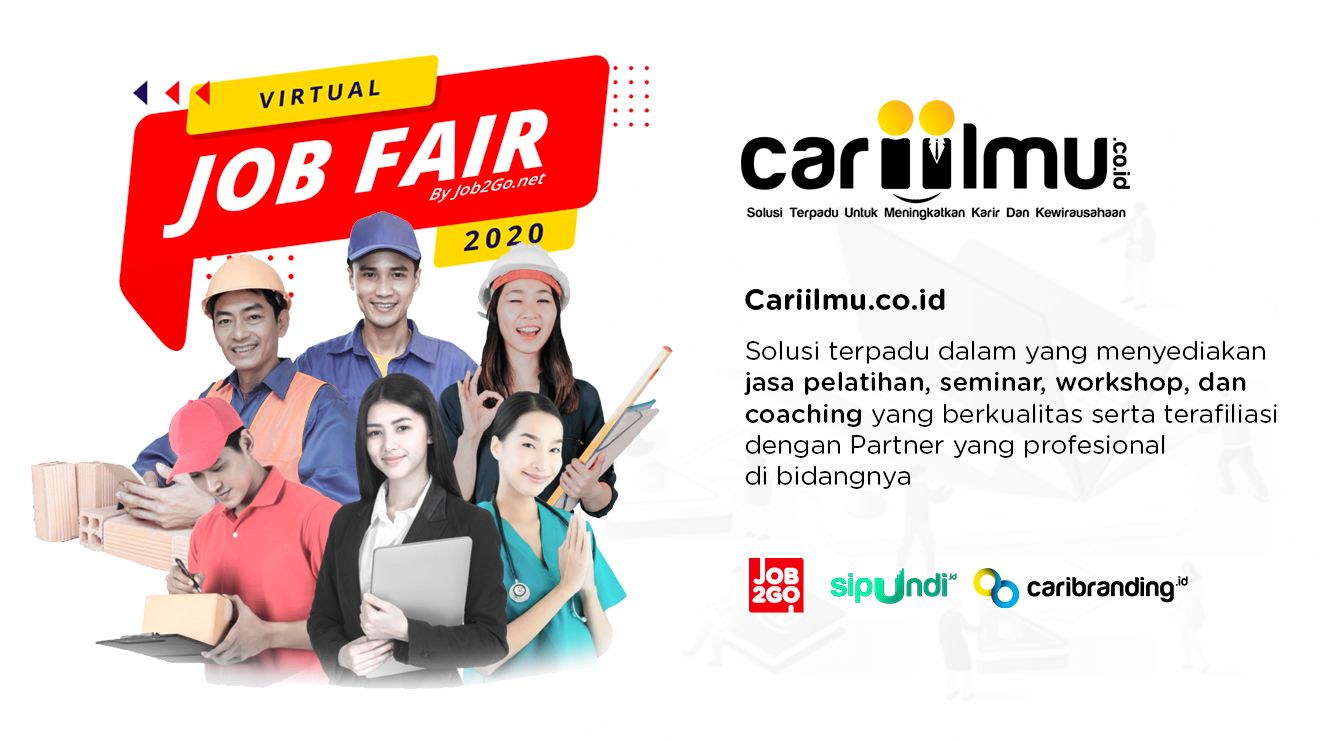 VIRTUAL
JOB FAIR
By Job2Go.net
2020
cariilmu.co.id
Solusi Terpadu Untuk Meningkatkan Karir Dan Kewirausahaan
Cariilmu.co.id
Solusi terpadu dalam yang menyediakan
jasa pelatihan, seminar, workshop, dan
coaching yang berkualitas serta terafiliasi
dengan Partner yang profesional
di bidangnya
JOB
2GO
sipundi.id
caribranding.id